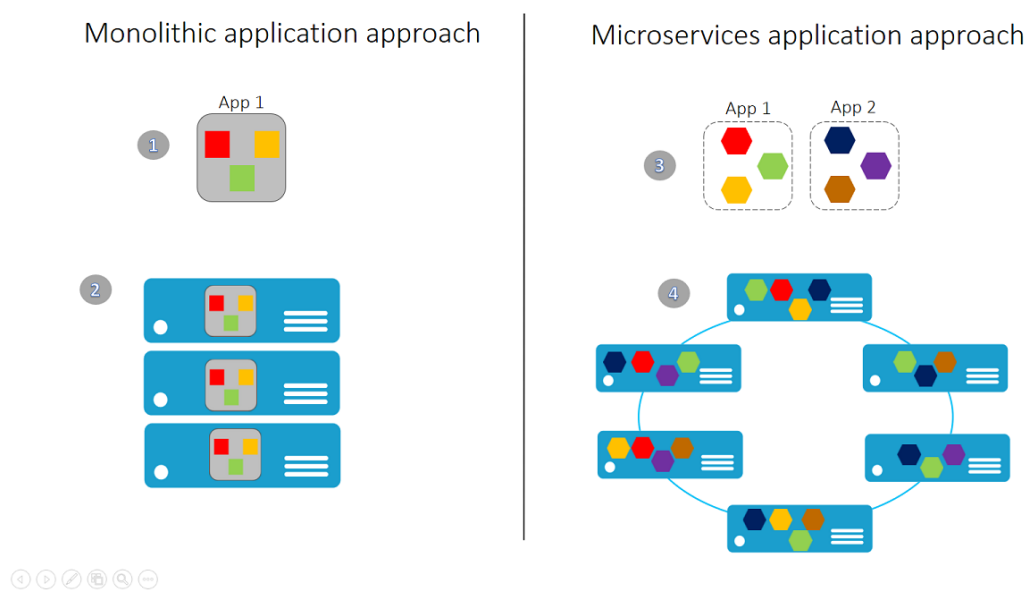 Monolithic application approach
App 1
1
2
Microservices application approach
App 1
App 2
3
4